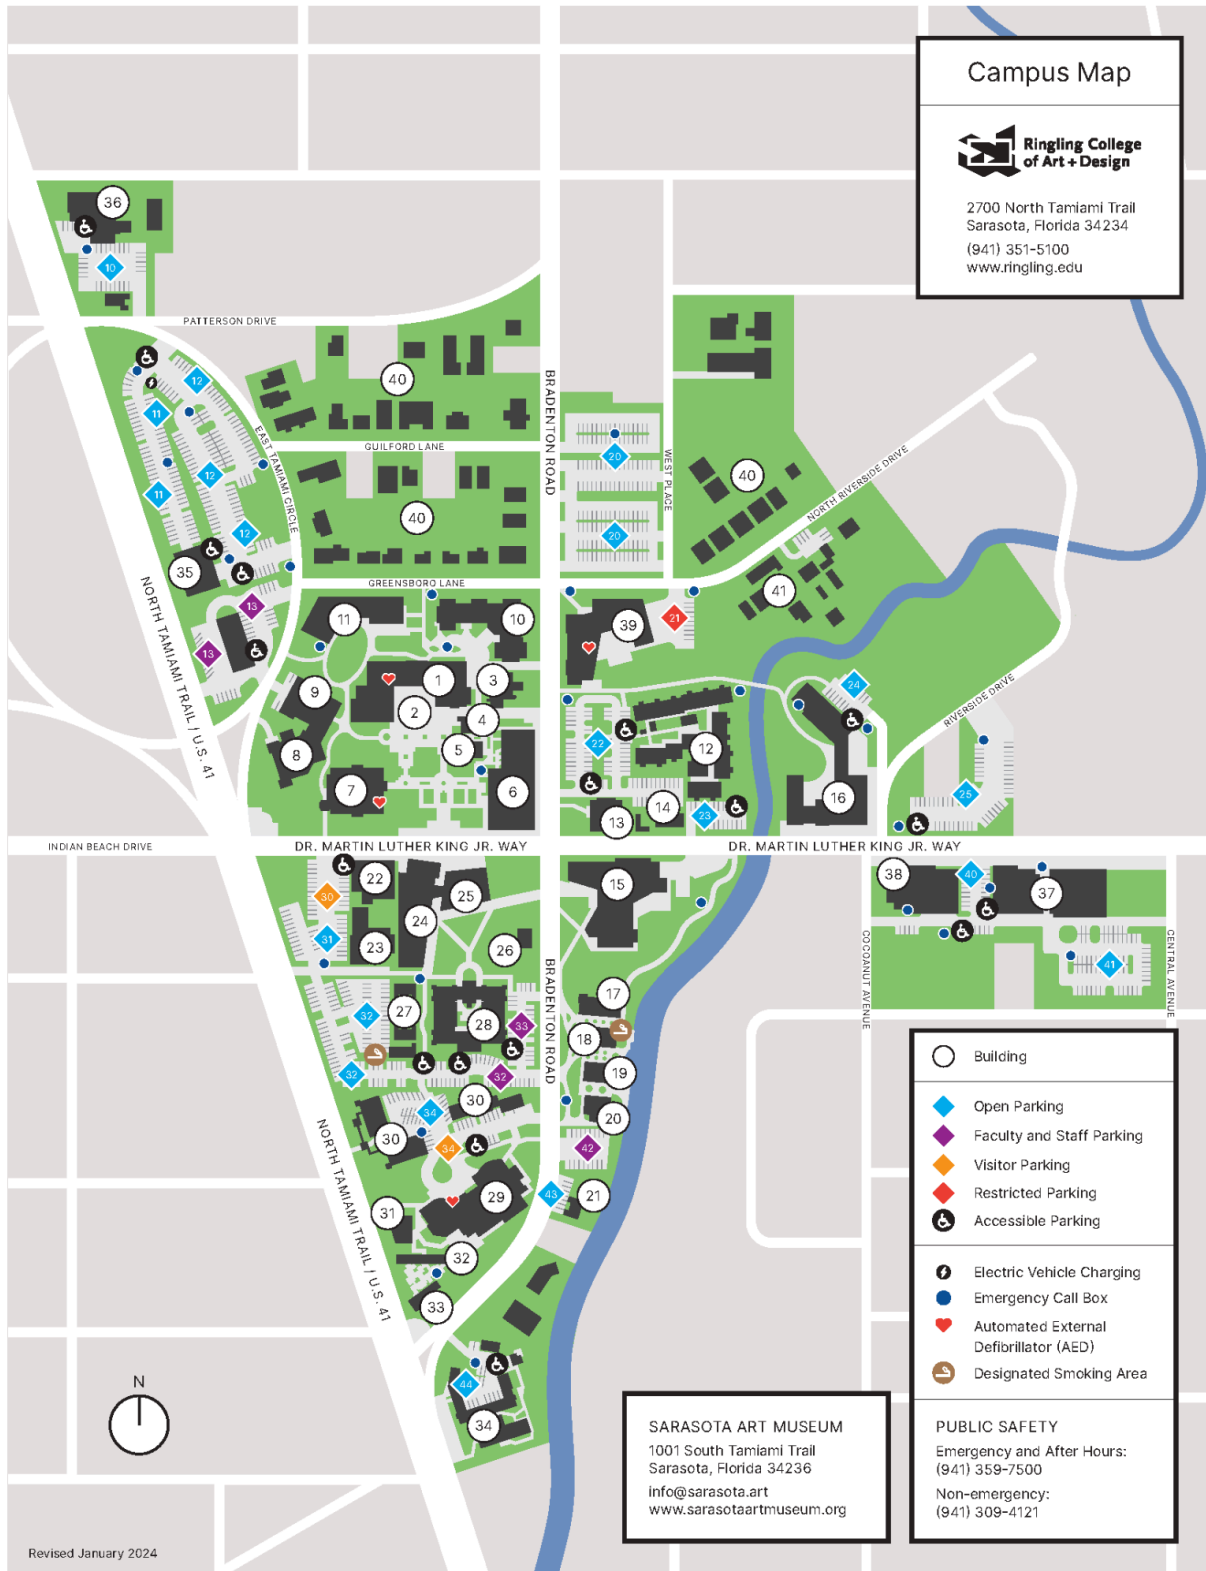 Campus Map
Ringling College
of Art + Design
2700 North Tamiami Trail
Sarasota, Florida 34234
(941) 351-5100
www.ringling.edu
36
10
PATTERSON DRIVE
12
11
40
BRADENTON ROAD
EAST TAMIAMI CIRCLE
GUILFORD LANE
20
WEST PLACE
40
NORTH RIVERSIDE DRIVE
12
11
40
12
20
35
GREENSBORO LANE
NORTH TAMIAMI TRAIL / U.S. 41
13
11
10
39
21
41
13
9
1
3
2
4
24
RIVERSIDE DRIVE
8
5
22
12
7
6
13
14
23
16
25
INDIAN BEACH DRIVE
DR. MARTIN LUTHER KING JR. WAY
DR. MARTIN LUTHER KING JR. WAY
30
22
25
15
38
40
37
24
31
23
26
COCOANUT AVENUE
CENTRAL AVENUE
41
BRADENTON ROAD
17
32
27
28
33
18
32
32
19
34
30
20
30
34
42
NORTH TAMIAMI TRAIL / U.S. 41
31
29
43
21
32
33
44
34
N
Building
Open Parking
Faculty and Staff Parking
Visitor Parking
Restricted Parking
Accessible Parking
Electric Vehicle Charging
Emergency Call Box
Automated External
Defibrillator (AED)
Designated Smoking Area
PUBLIC SAFETY
Emergency and After Hours:
(941) 359-7500
Non-emergency:
(941) 309-4121
SARASOTA ART MUSEUM
1001 South Tamiami Trail
Sarasota, Florida 34236
info@sarasota.art
www.sarasotaartmuseum.org
Revised January 2024